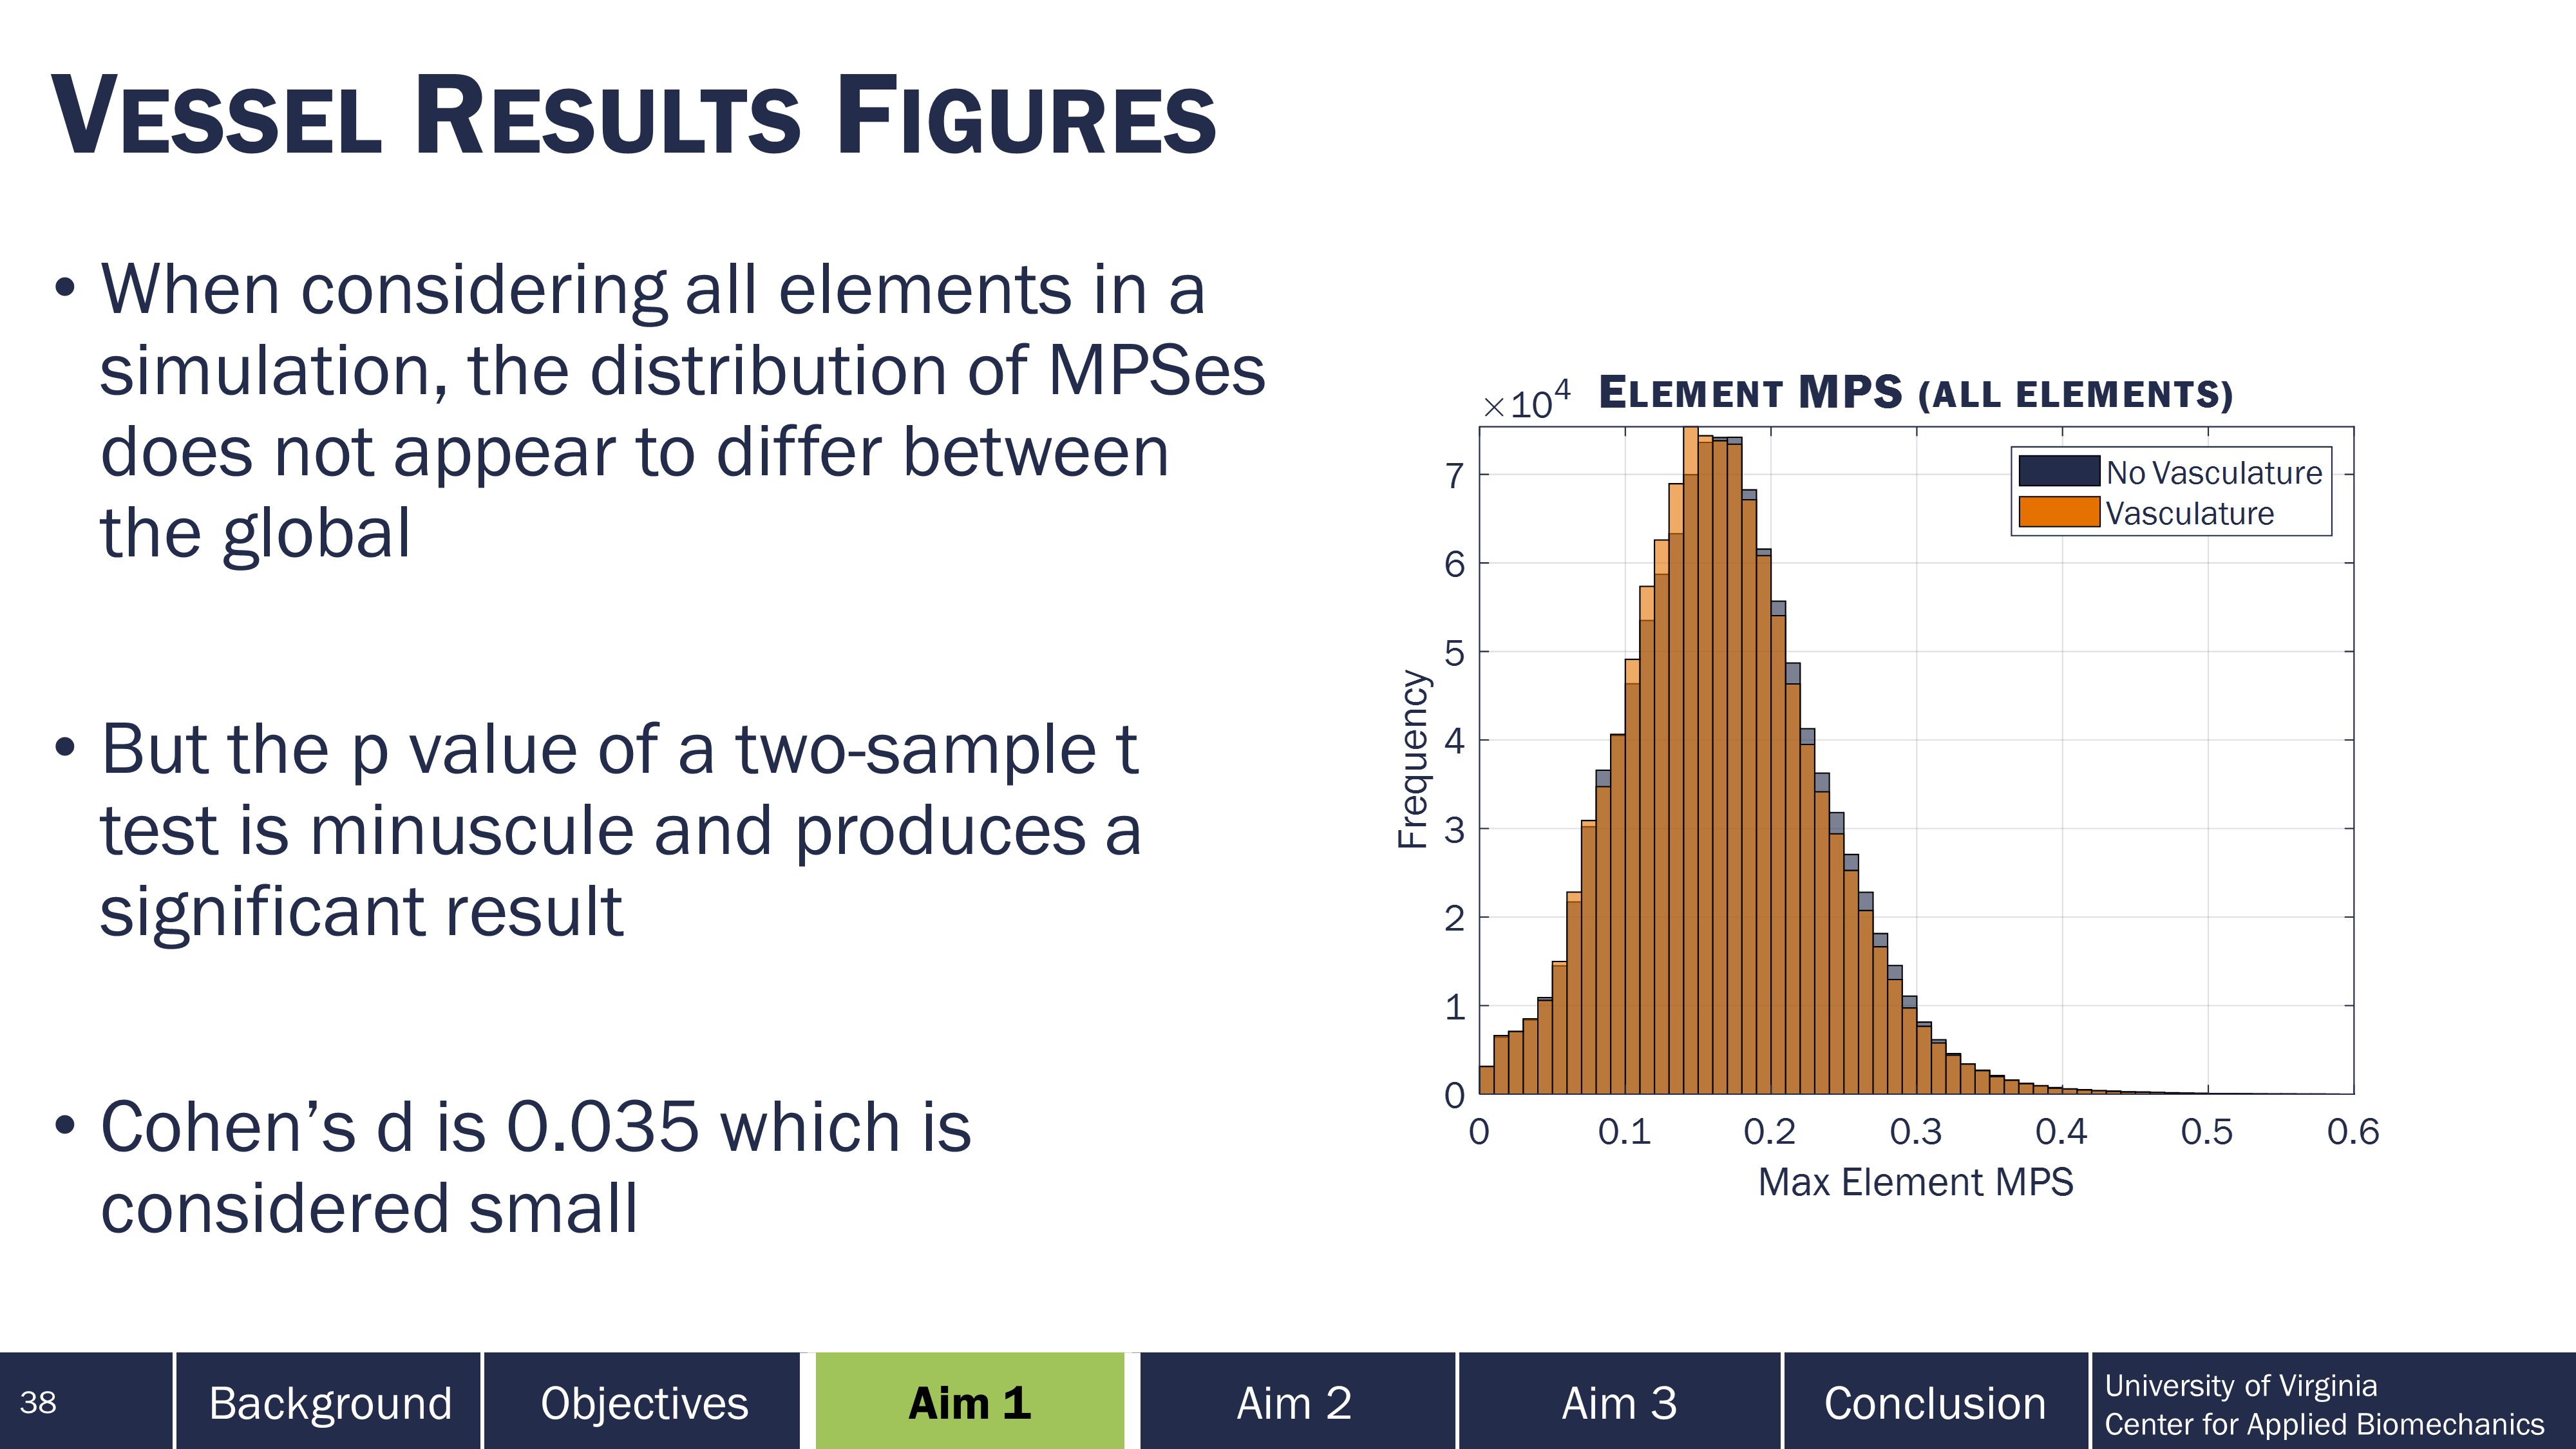 VESSEL RESULTS FIGURES
• When considering all elements in a
simulation, the distribution of MPSes
does not appear to differ between
the global
• But the p value of a two-sample t
test is minuscule and produces a
significant result
• Cohen’s d is 0.035 which is
considered small
×10⁴ ELEMENT MPS (ALL ELEMENTS)
No Vasculature
Vasculature
Frequency
7
6
5
4
3
2
1
0
0 0.1 0.2 0.3 0.4 0.5 0.6
Max Element MPS
38 Background Objectives Aim 1 Aim 2 Aim 3 Conclusion
University of Virginia
Center for Applied Biomechanics